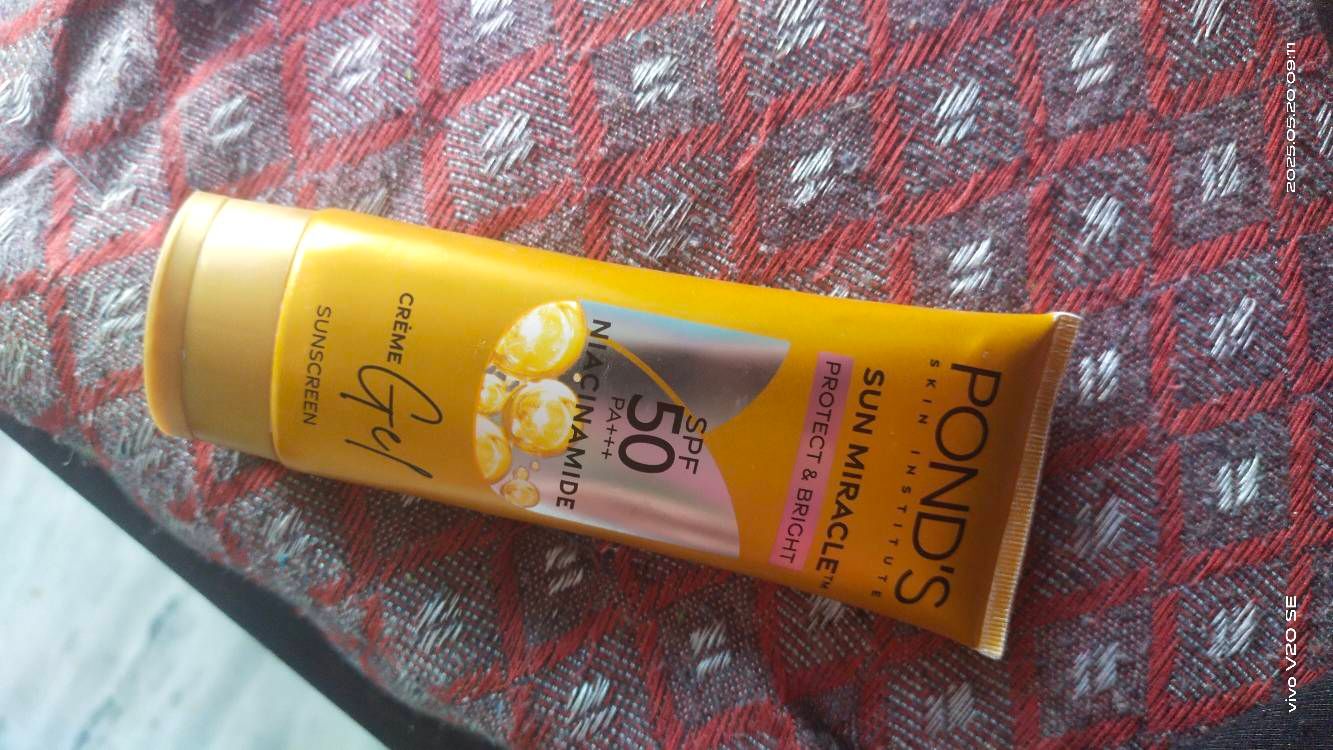 POND'S
SKIN INSTITUTE
SUN MIRACLE™
PROTECT & BRIGHT
SPF
50
PA+++
NIACINAMIDE
CRÈME
Gel
SUNSCREEN
vivo V20 SE
2025.05.20 09:11